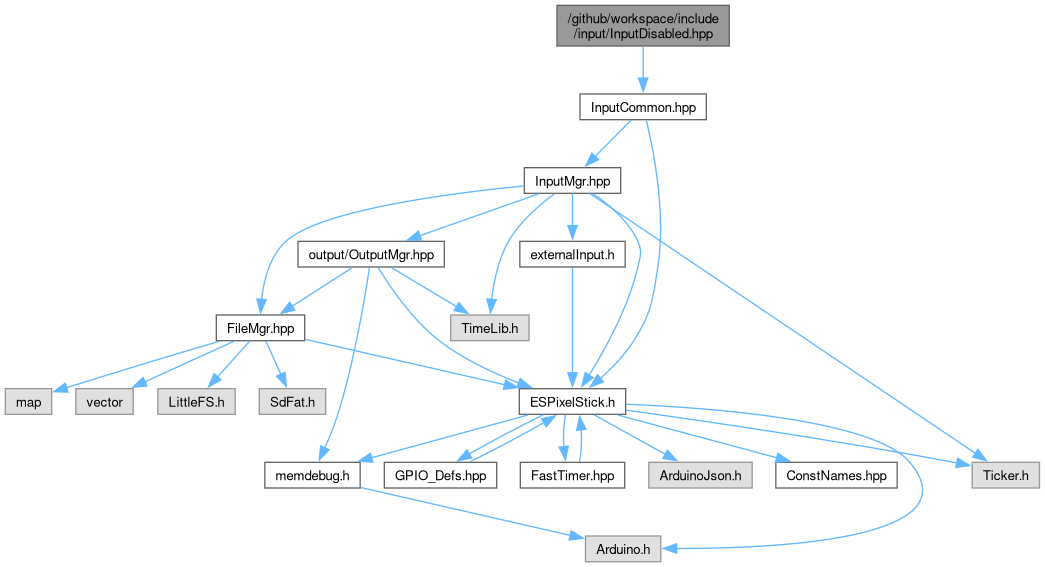 /github/workspace/include
/input/InputDisabled.hpp
InputCommon.hpp
InputMgr.hpp
output/OutputMgr.hpp
externalInput.h
FileMgr.hpp
TimeLib.h
map
vector
LittleFS.h
SdFat.h
ESPixelStick.h
memdebug.h
GPIO_Defs.hpp
FastTimer.hpp
ArduinoJson.h
ConstNames.hpp
Ticker.h
Arduino.h